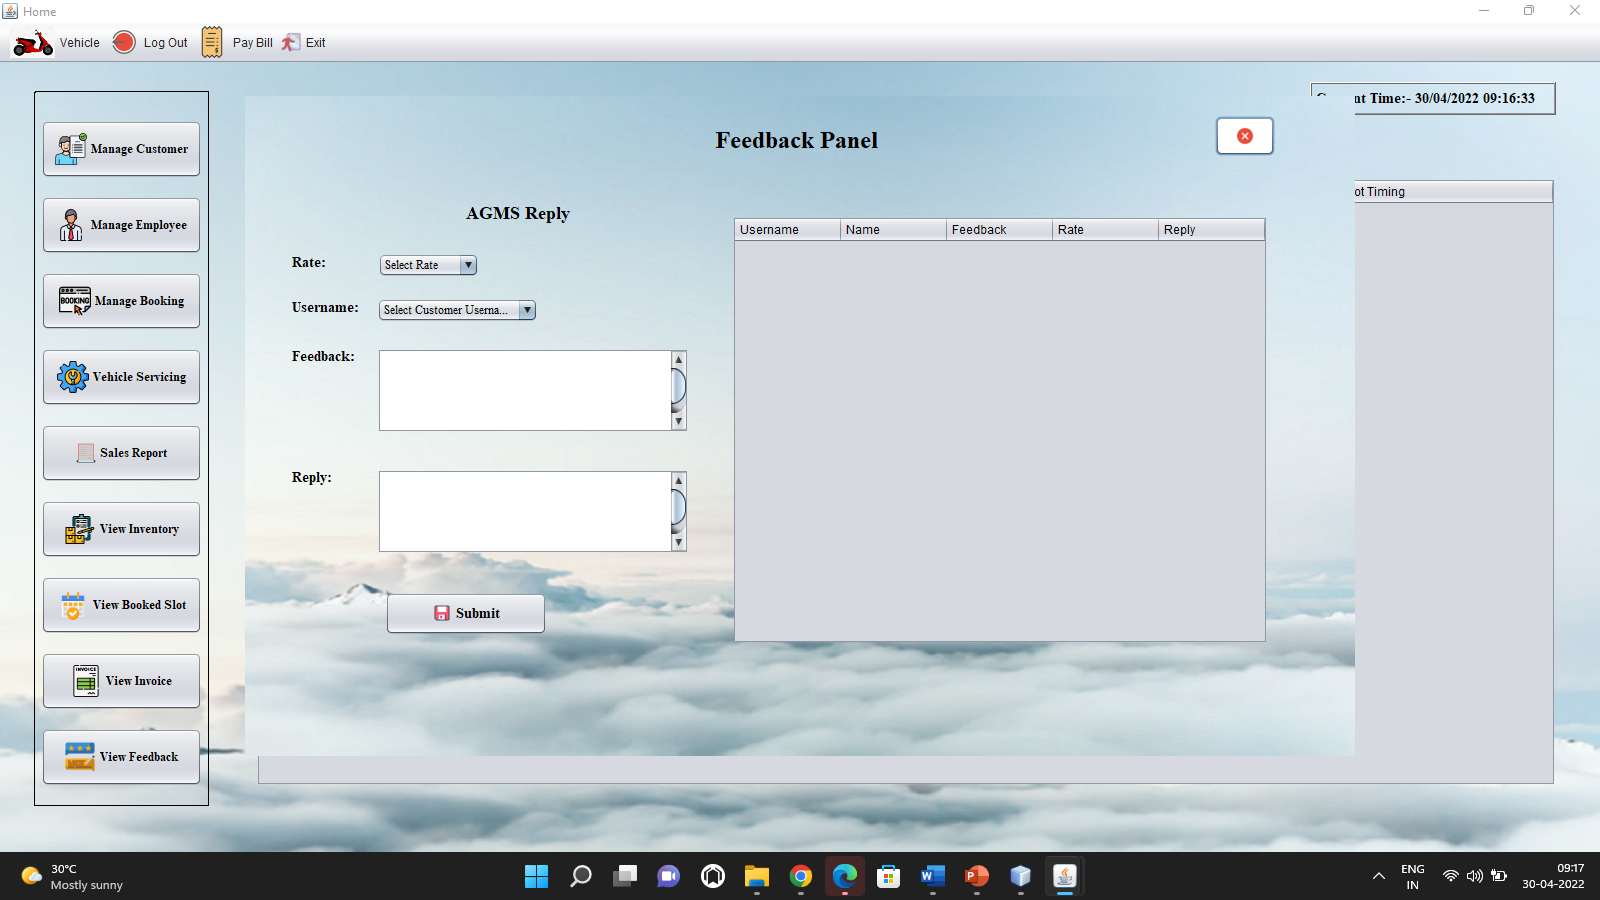 Home
Vehicle Log Out Pay Bill Exit
Time:- 30/04/2022 09:16:33
Manage Customer
Manage Employee
BOOKING
Manage Booking
Vehicle Servicing
Sales Report
View Inventory
View Booked Slot
INVOICE
View Invoice
View Feedback
Feedback Panel
AGMS Reply
Rate: Select Rate
Username: Select Customer Userna...
Feedback:
Reply:
Submit
Username Name Feedback Rate Reply
ot Timing
30°C
Mostly sunny
ENG
IN
09:17
30-04-2022